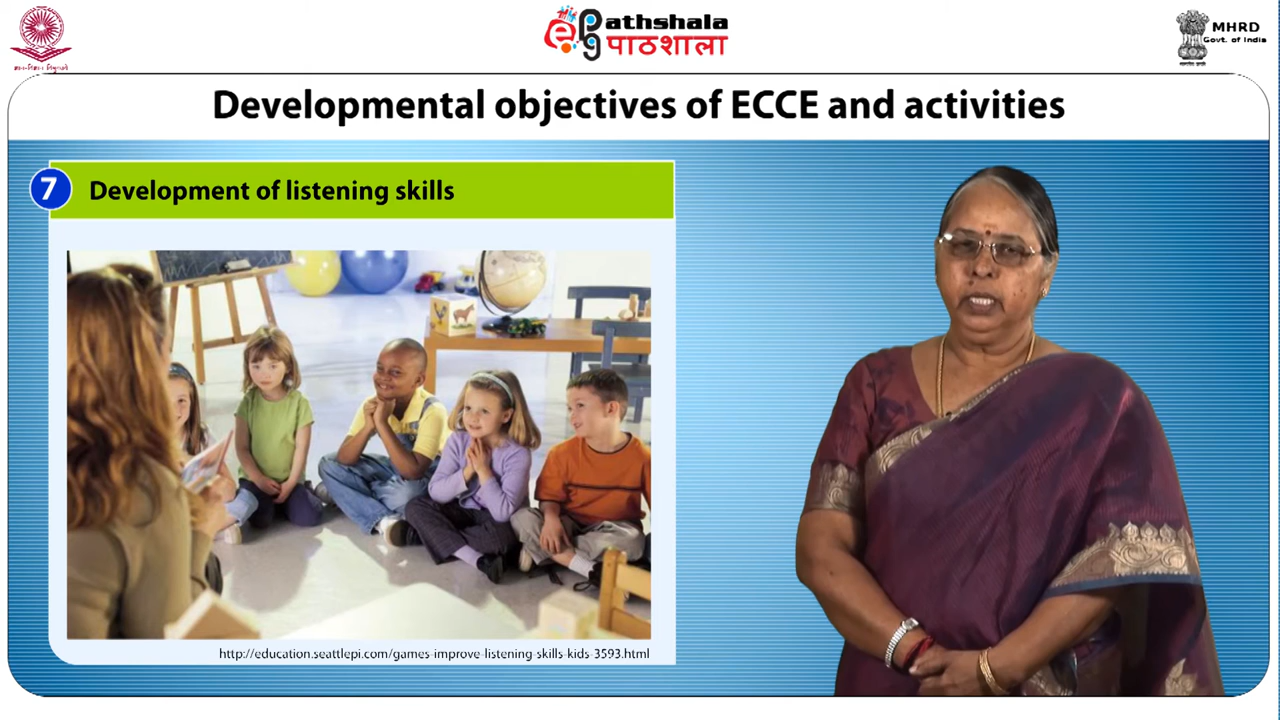 ePG Pathshala
पाठशाला
MHRD
Govt. of India
Developmental objectives of ECCE and activities
7 Development of listening skills
http://education.seattlepi.com/games-improve-listening-skills-kids-3593.html